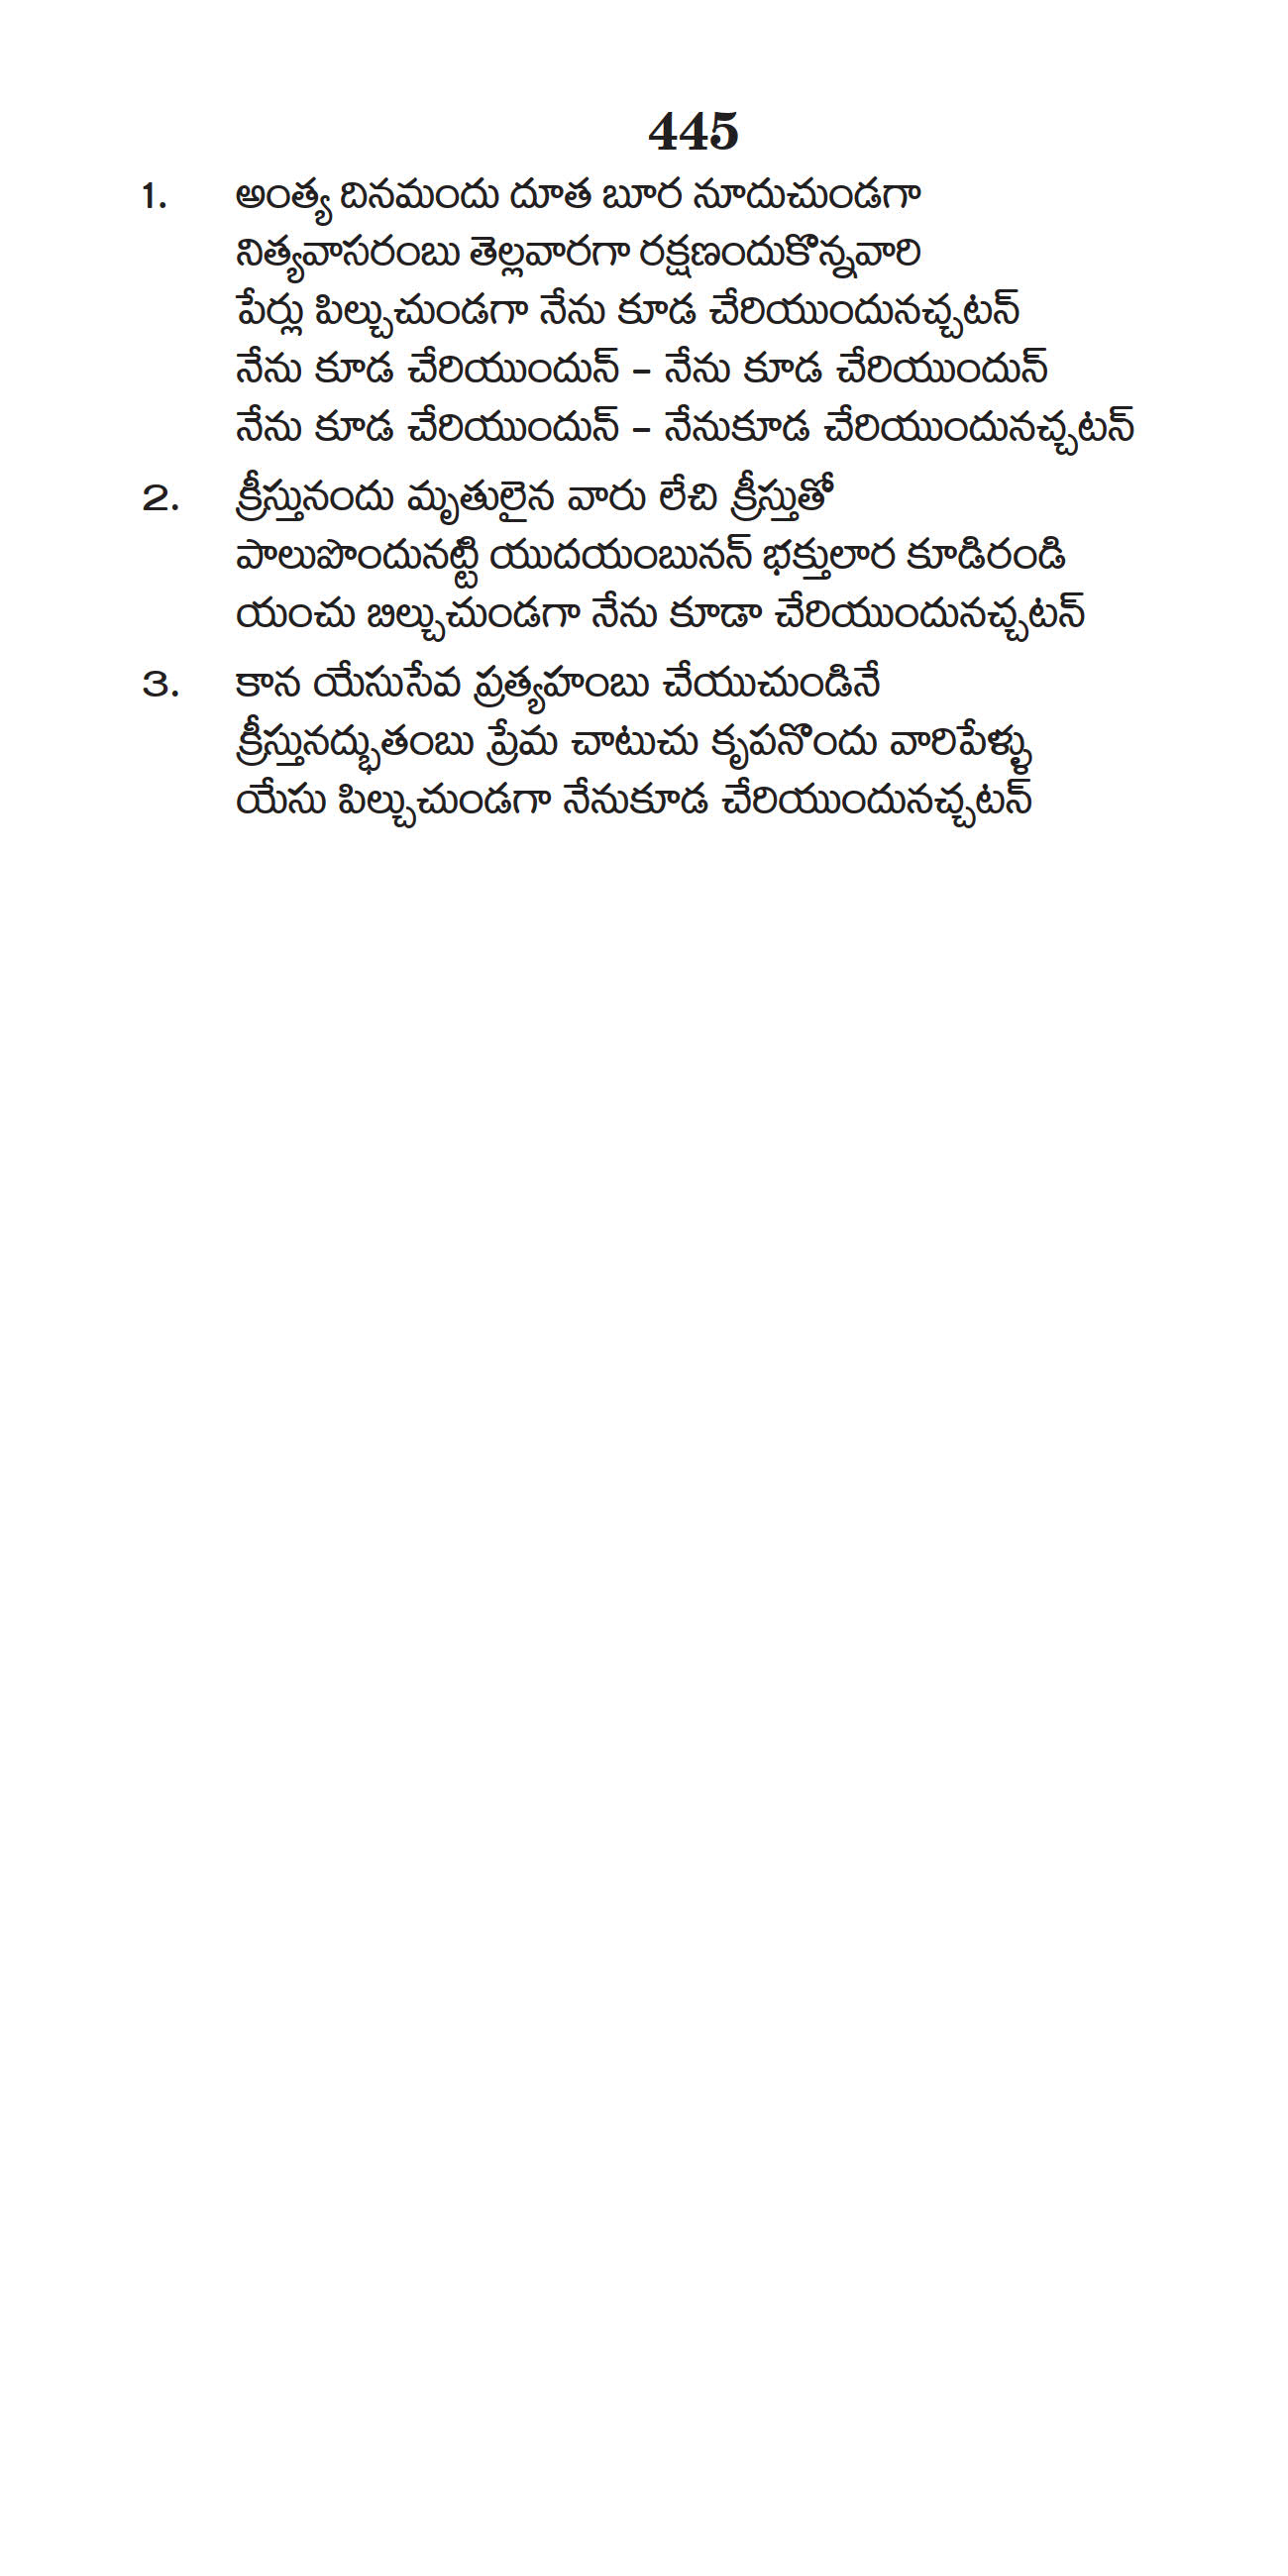 445
1. అంత్య దినమందు దూత బూర నూదుచుండగా
నిత్యవాసరంబు తెల్లవారగా రక్షణందుకొన్నవారి
పేర్లు పిల్చుచుండగా నేను కూడ చేరియుందునచ్చటన్
నేను కూడ చేరియుందున్ – నేను కూడ చేరియుందున్
నేను కూడ చేరియుందున్ – నేనుకూడ చేరియుందునచ్చటన్
2. క్రీస్తునందు మృతులైన వారు లేచి క్రీస్తుతో
పాలుపొందునట్టి యుదయంబునన్ భక్తులార కూడిరండి
యంచు బిల్చుచుండగా నేను కూడా చేరియుందునచ్చటన్
3. కాన యేసుసేవ ప్రత్యహంబు చేయుచుండినే
క్రీస్తునద్భుతంబు ప్రేమ చాటుచు కృపనొందు వారిపేళ్ళు
యేసు పిల్చుచుండగా నేనుకూడ చేరియుందునచ్చటన్